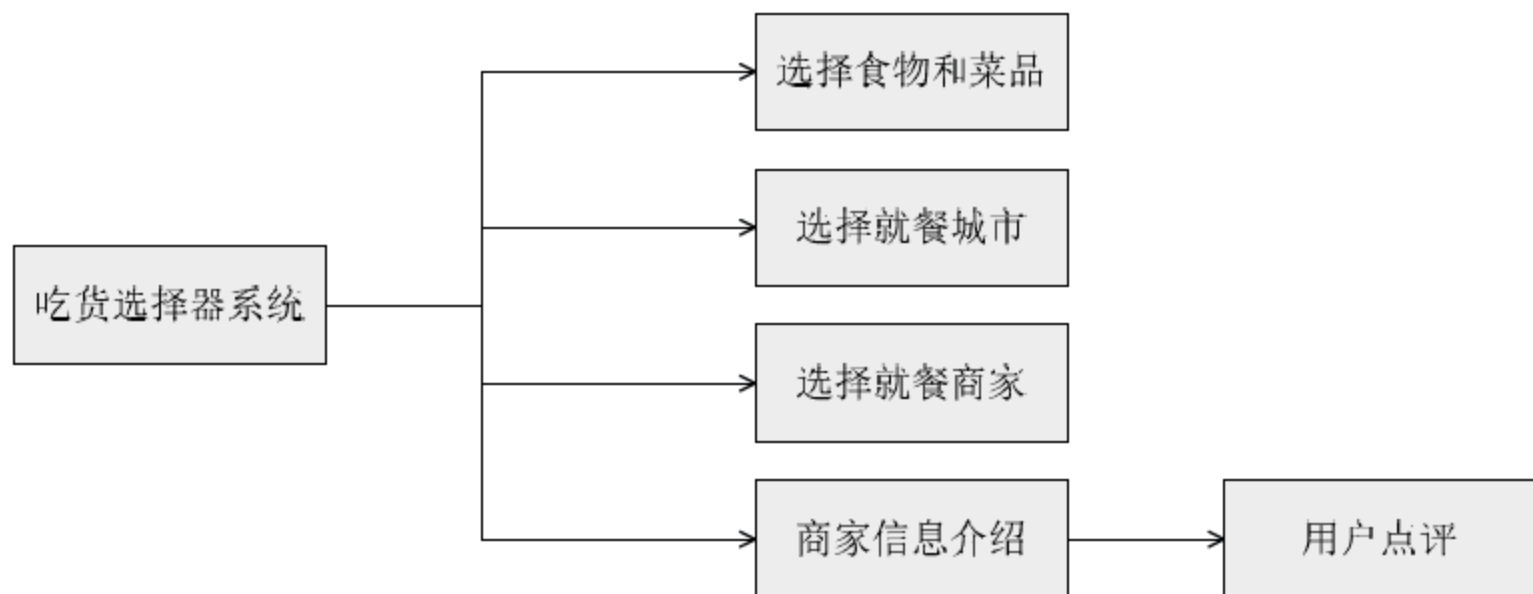 选择食物和菜品
选择就餐城市
吃货选择器系统
选择就餐商家
商家信息介绍
用户点评